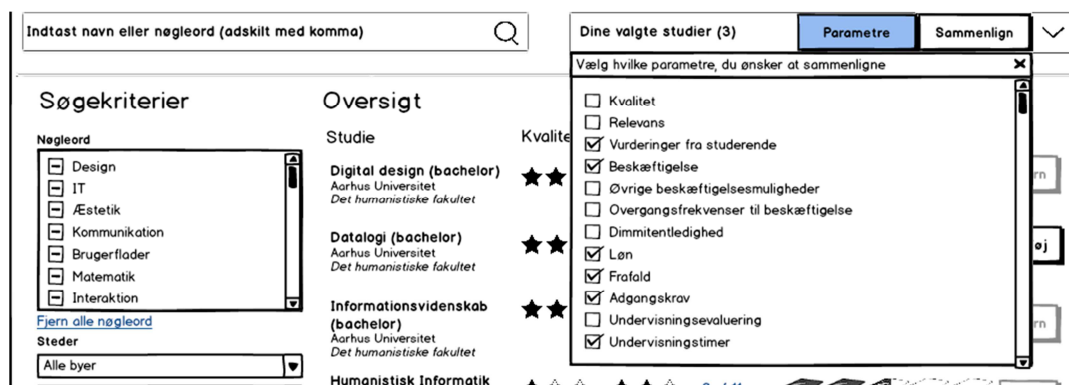 Indtast navn eller nøgleord (adskilt med komma)
Dine valgte studier (3)
Parametre
Sammenlign
Vælg hvilke parametre, du ønsker at sammenligne
Kvalitet
Relevans
Vurderinger fra studerende
Beskæftigelse
Øvrige beskæftigelsesmuligheder
Overgangsfrekvenser til beskæftigelse
Dimmitentledighed
Løn
Frafald
Adgangskrav
Undervisningsevaluering
Undervisningstimer
Søgekriterier
Nøgleord
Design
IT
Æstetik
Kommunikation
Brugerflader
Matematik
Interaktion
Fjern alle nøgleord
Steder
Alle byer
Oversigt
Studie
Kvalite
Digital design (bachelor)
Aarhus Universitet
Det humanistiske fakultet
Datalogi (bachelor)
Aarhus Universitet
Det humanistiske fakultet
Informationsvidenskab
(bachelor)
Aarhus Universitet
Det humanistiske fakultet
Humanistisk Informatik
rn
øj
rn